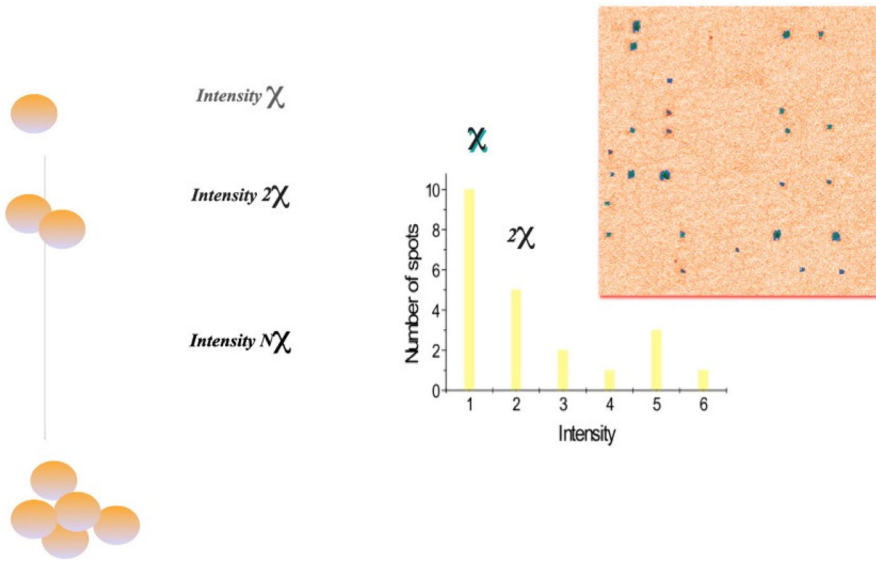 Intensity χ
Intensity 2χ
Intensity Nχ
χ
2χ
Number of spots
10
8
6
4
2
0
1 2 3 4 5 6
Intensity